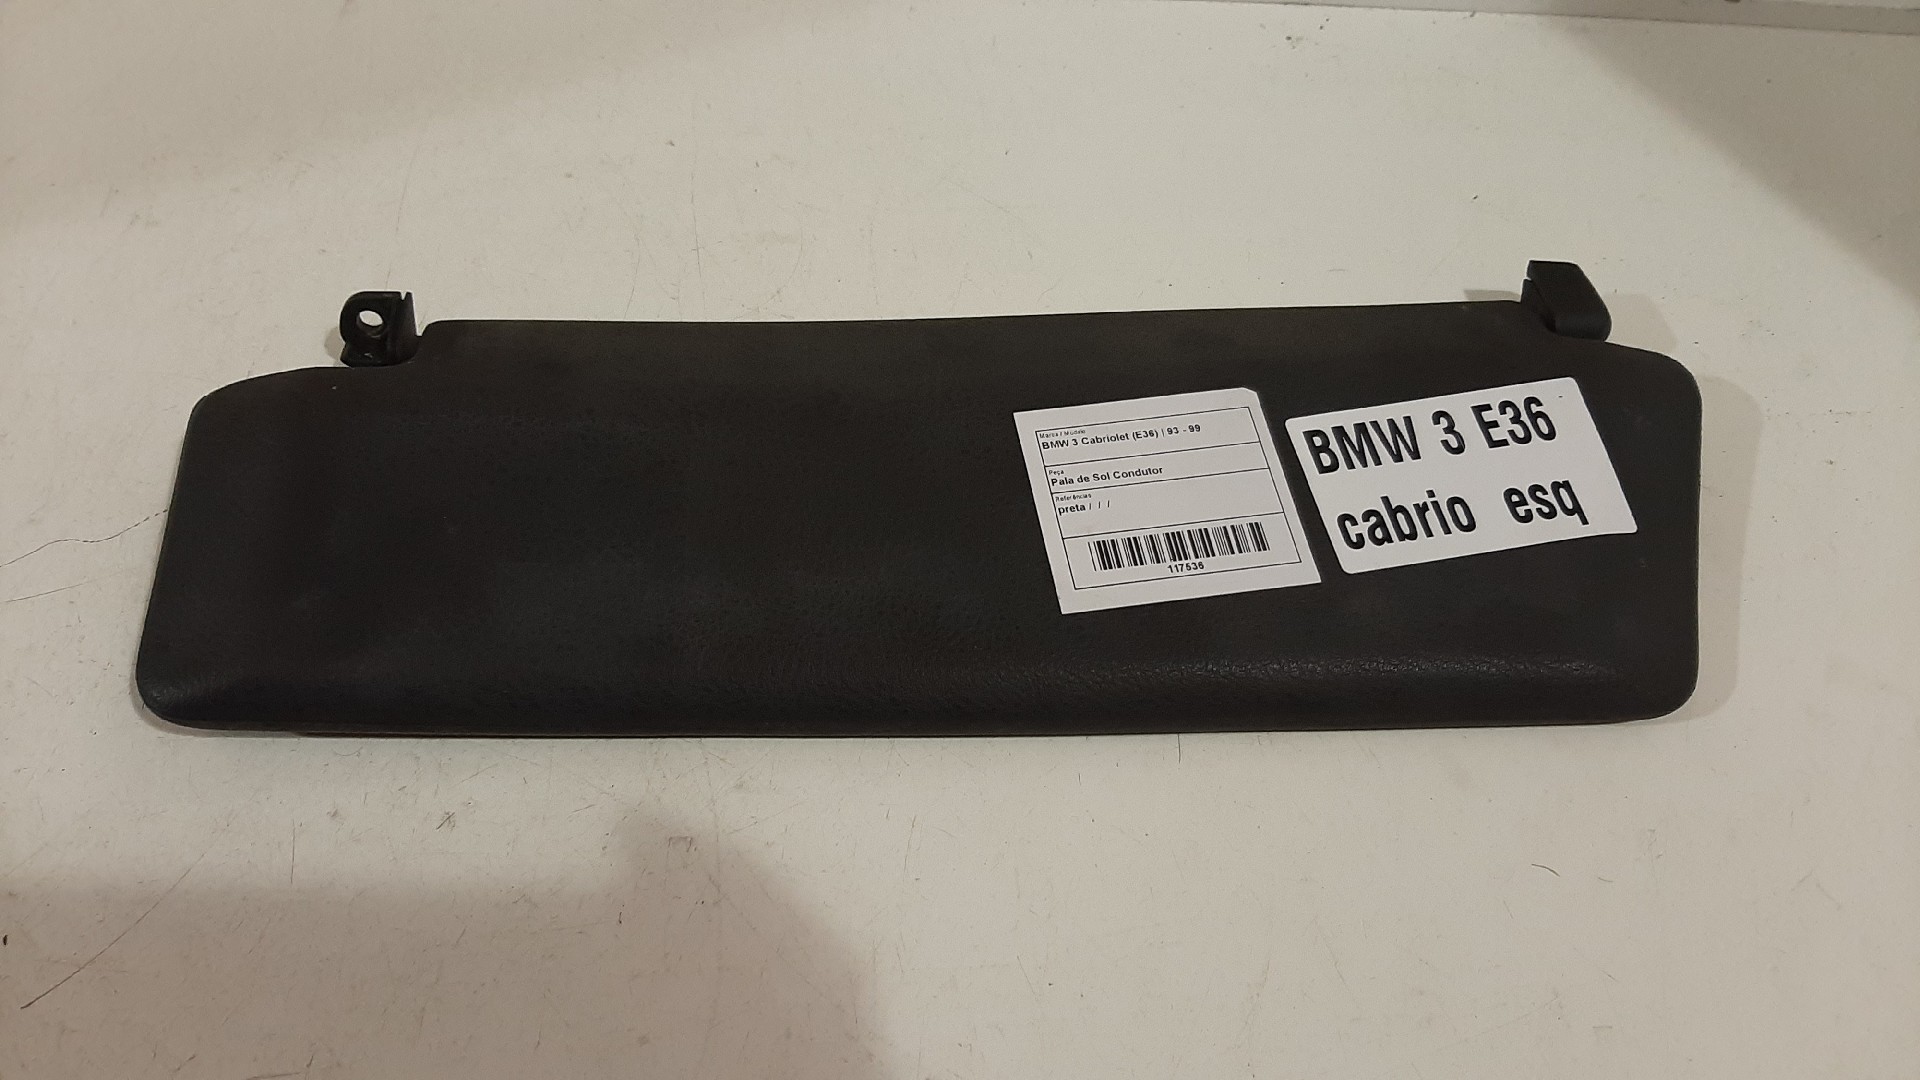 Marca / Modelo
BMW 3 Cabriolet (E36) | 93 - 99
Peça
Pala de Sol Condutor
Referências
preta / / /
117536
BMW 3 E36
cabrio esq